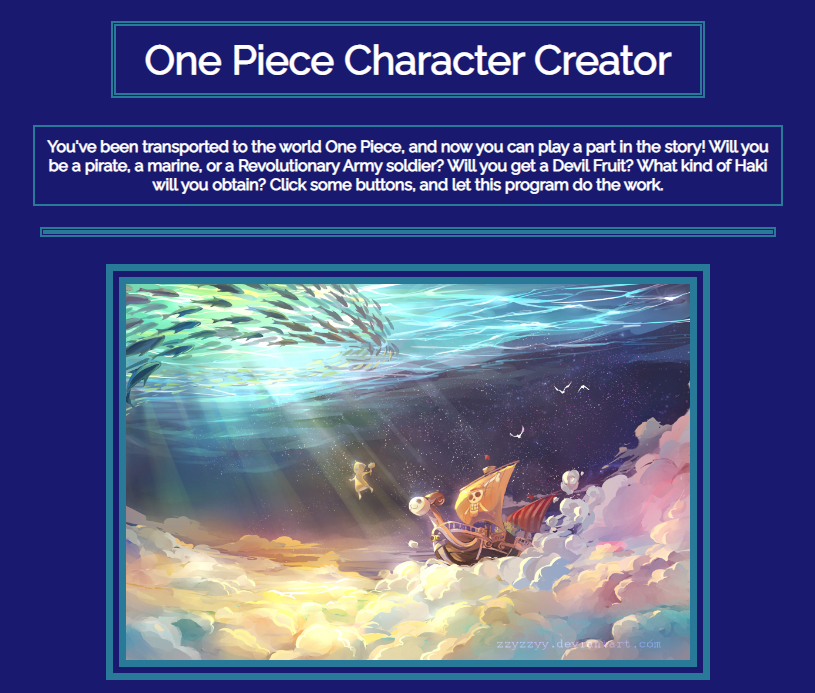 One Piece Character Creator
You've been transported to the world One Piece, and now you can play a part in the story! Will you
be a pirate, a marine, or a Revolutionary Army soldier? Will you get a Devil Fruit? What kind of Haki
will you obtain? Click some buttons, and let this program do the work.
zzyzzyy.deviantart.com